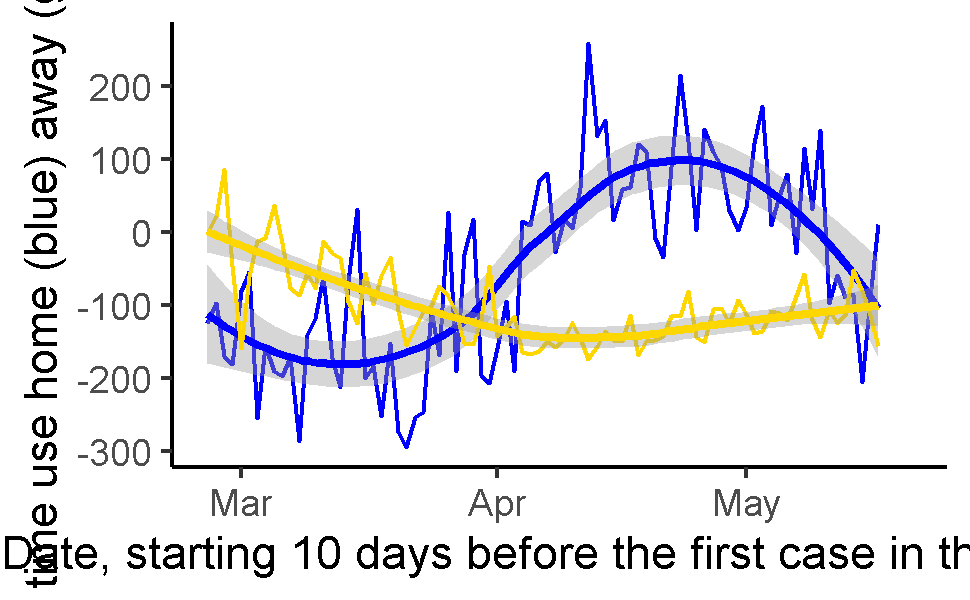 time use home (blue) away (
200
100
0
-100
-200
-300
Mar Apr May
Date, starting 10 days before the first case in th